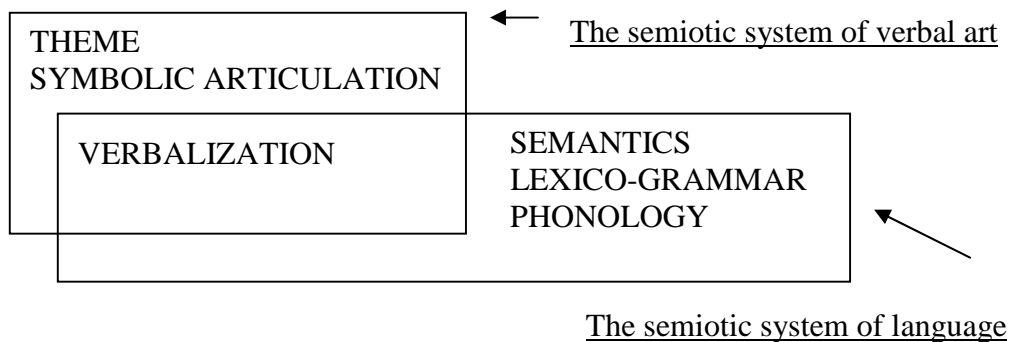 The semiotic system of verbal art
THEME
SYMBOLIC ARTICULATION
VERBALIZATION
SEMANTICS
LEXICO-GRAMMAR
PHONOLOGY
The semiotic system of language